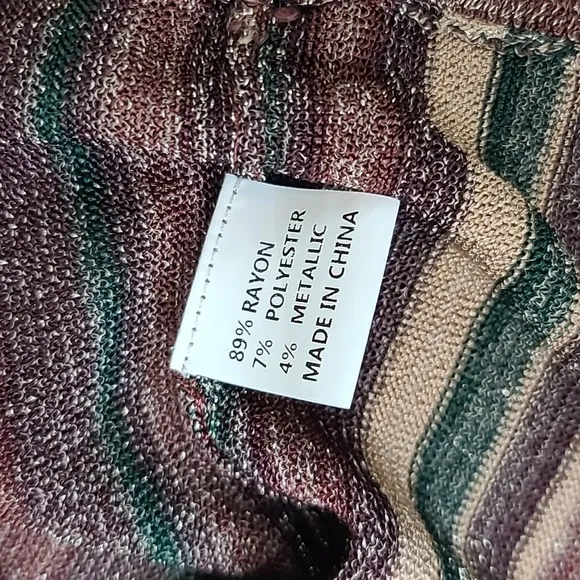 89% RAYON
7% POLYESTER
4% METALLIC
MADE IN CHINA